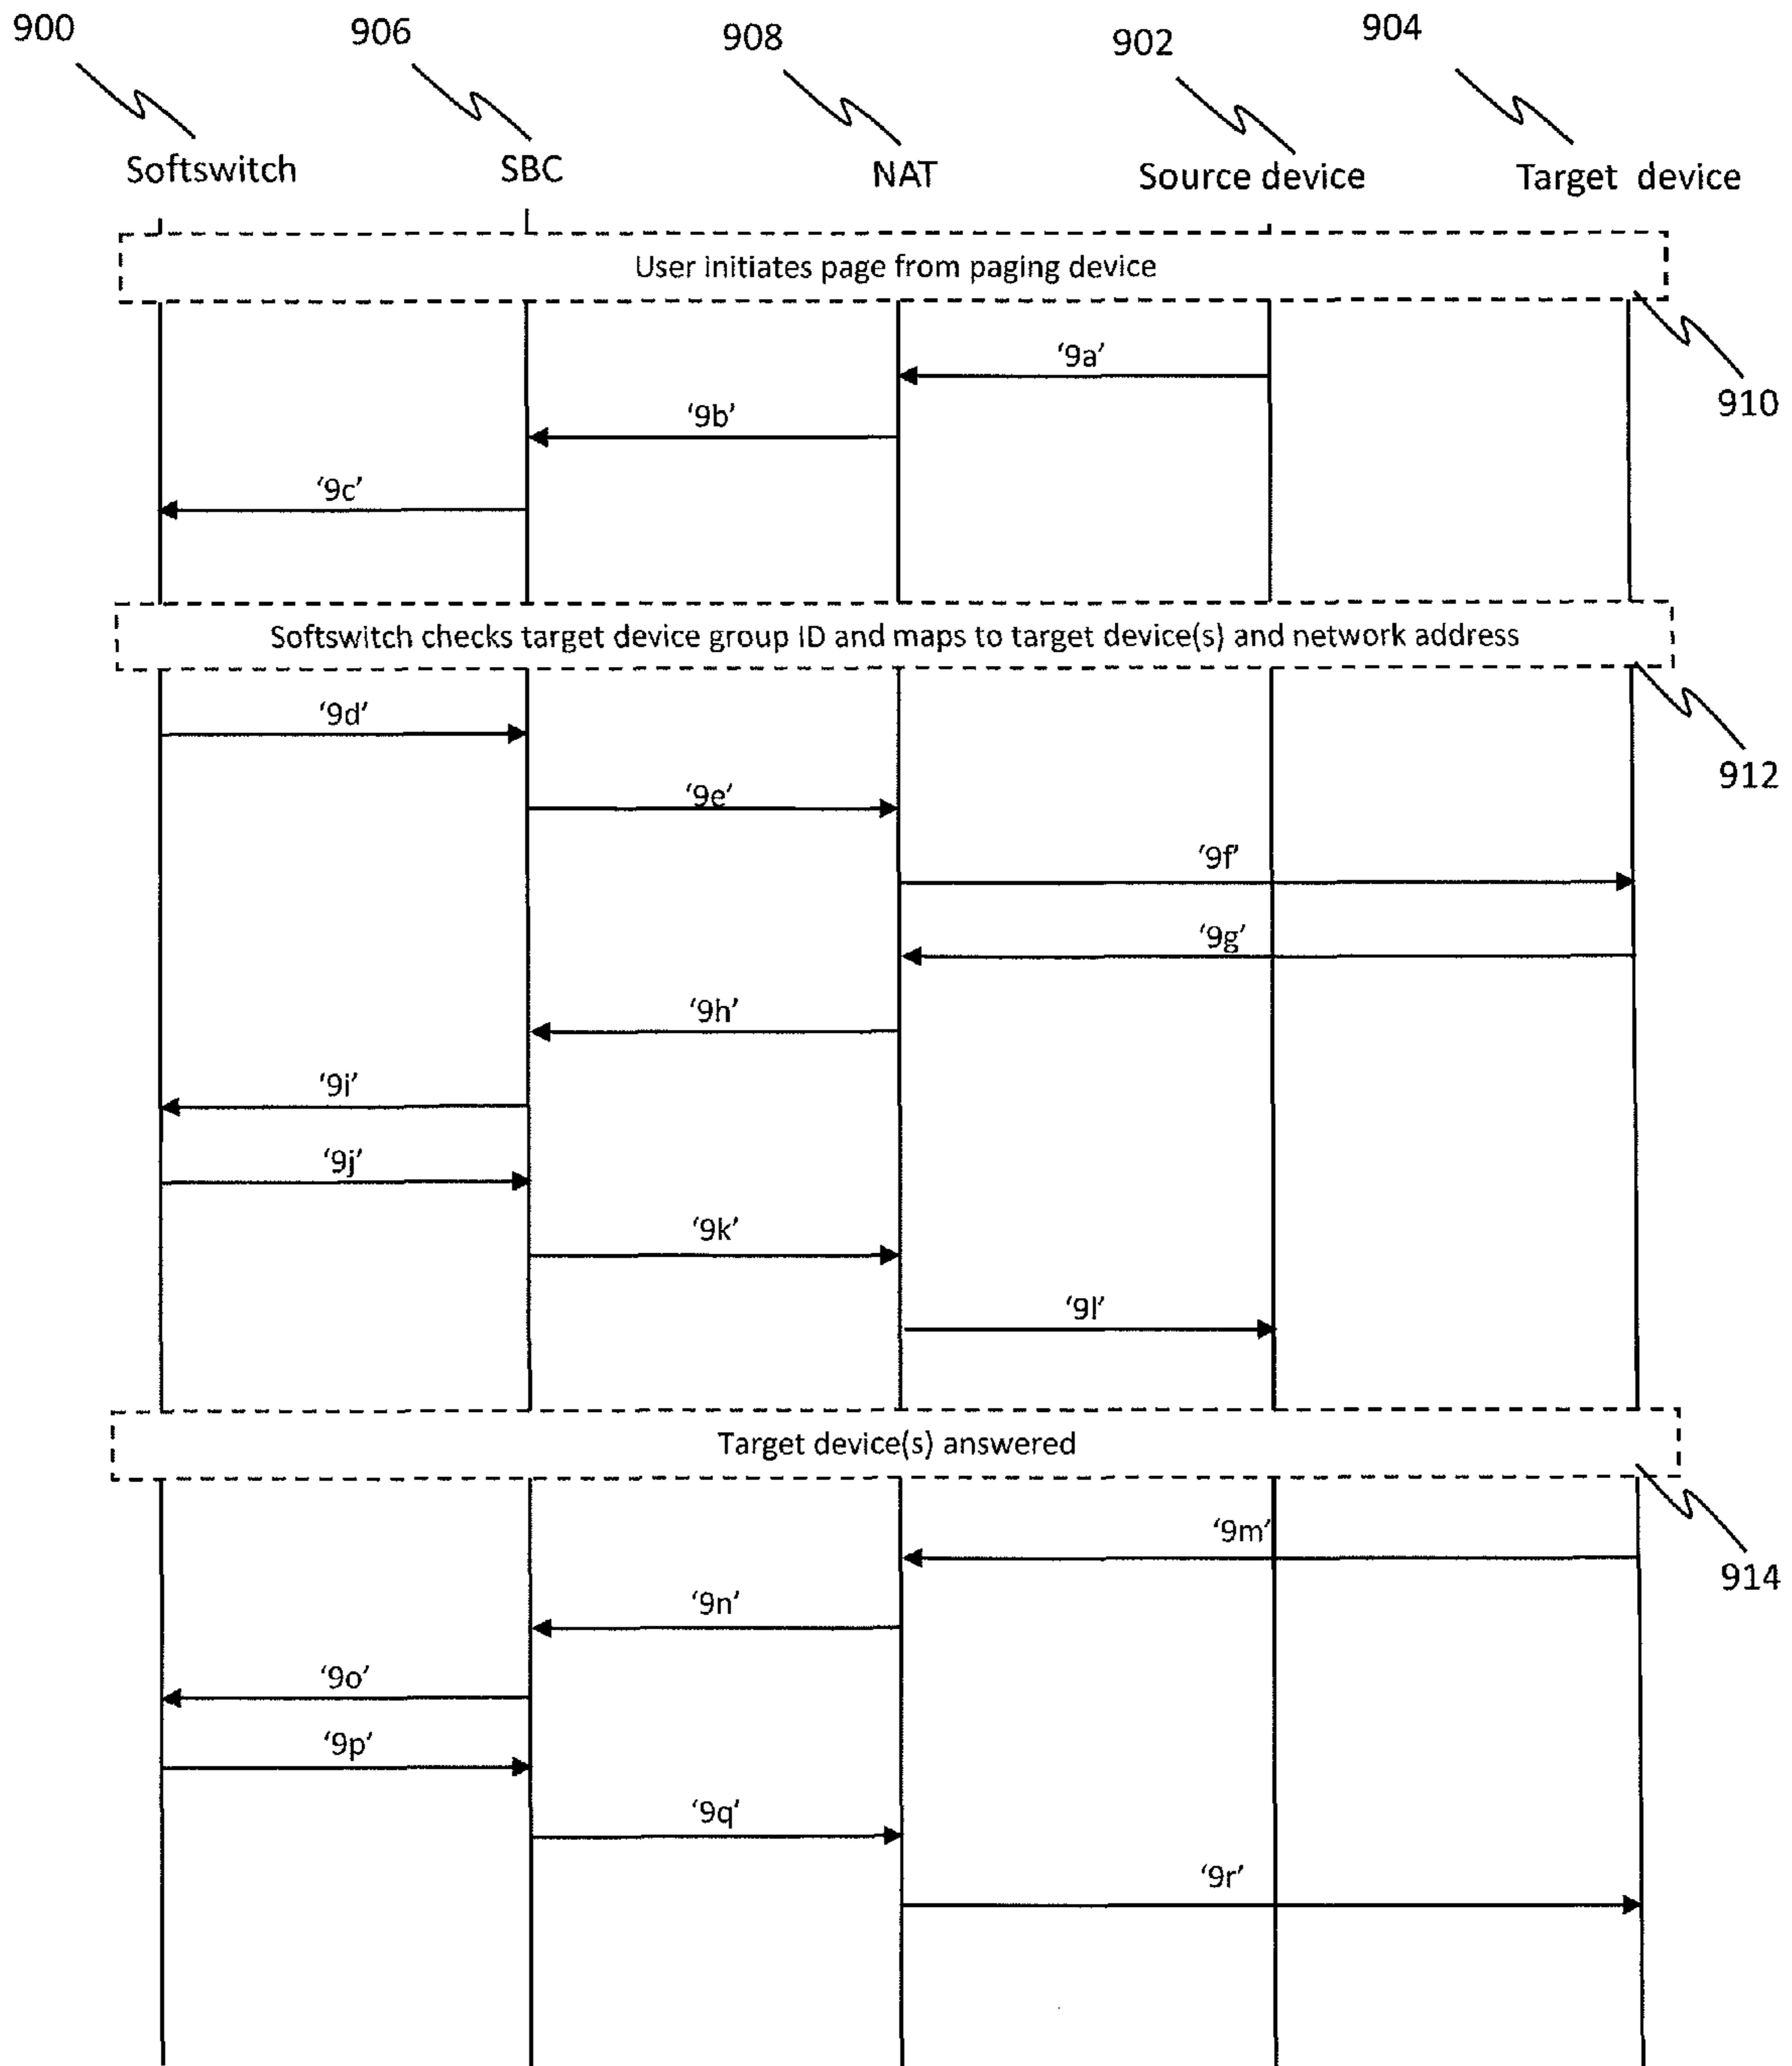 900
906
908
902
904
Softswitch
SBC
NAT
Source device
Target device
User initiates page from paging device
910
‘9a’
‘9b’
‘9c’
Softswitch checks target device group ID and maps to target device(s) and network address
912
‘9d’
‘9e’
‘9f’
‘9g’
‘9h’
‘9i’
‘9j’
‘9k’
‘9l’
Target device(s) answered
914
‘9m’
‘9n’
‘9o’
‘9p’
‘9q’
‘9r’